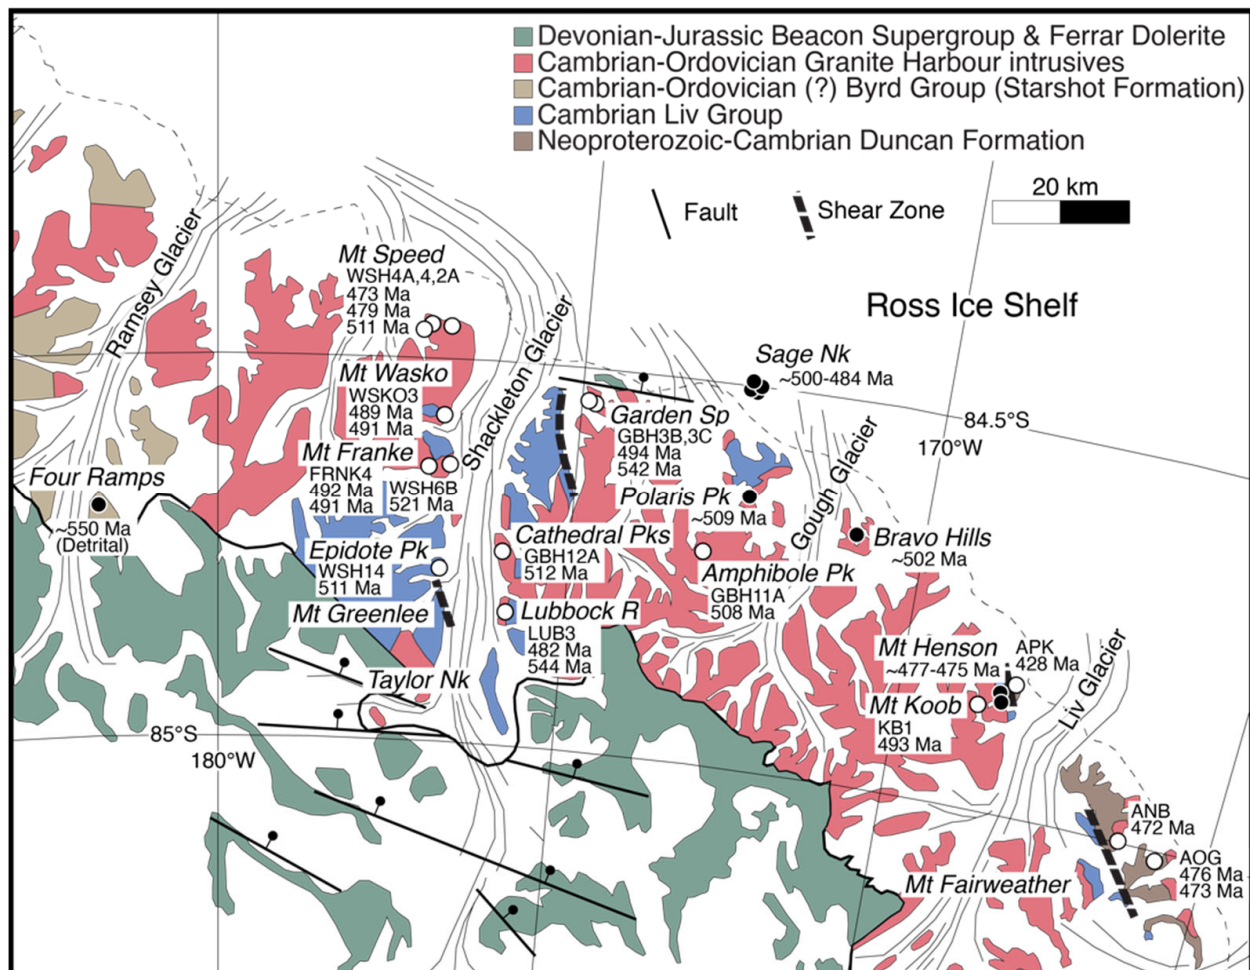 Devonian-Jurassic Beacon Supergroup & Ferrar Dolerite
Cambrian-Ordovician Granite Harbour intrusives
Cambrian-Ordovician (?) Byrd Group (Starshot Formation)
Cambrian Liv Group
Neoproterozoic-Cambrian Duncan Formation
20 km
Fault
Shear Zone
Ross Ice Shelf
Ramsey Glacier
Mt Speed
WSH4A,4,2A
473 Ma
479 Ma
511 Ma
Shackleton Glacier
Mt Wasko
WSKO3
489 Ma
491 Ma
Mt Franke
FRNK4
492 Ma
491 Ma
WSH6B
521 Ma
Sage Nk
~500-484 Ma
Garden Sp
GBH3B,3C
494 Ma
542 Ma
84.5°S
170°W
Gough Glacier
Polaris Pk
~509 Ma
Four Ramps
~550 Ma
(Detrital)
Cathedral Pks
GBH12A
512 Ma
Bravo Hills
~502 Ma
Epidote Pk
WSH14
511 Ma
Amphibole Pk
GBH11A
508 Ma
Mt Greenlee
Lubbock R
LUB3
482 Ma
544 Ma
Taylor Nk
Mt Henson
~477-475 Ma
APK
428 Ma
Liv Glacier
Mt Koob
KB1
493 Ma
85°S
180°W
ANB
472 Ma
AOG
476 Ma
473 Ma
Mt Fairweather